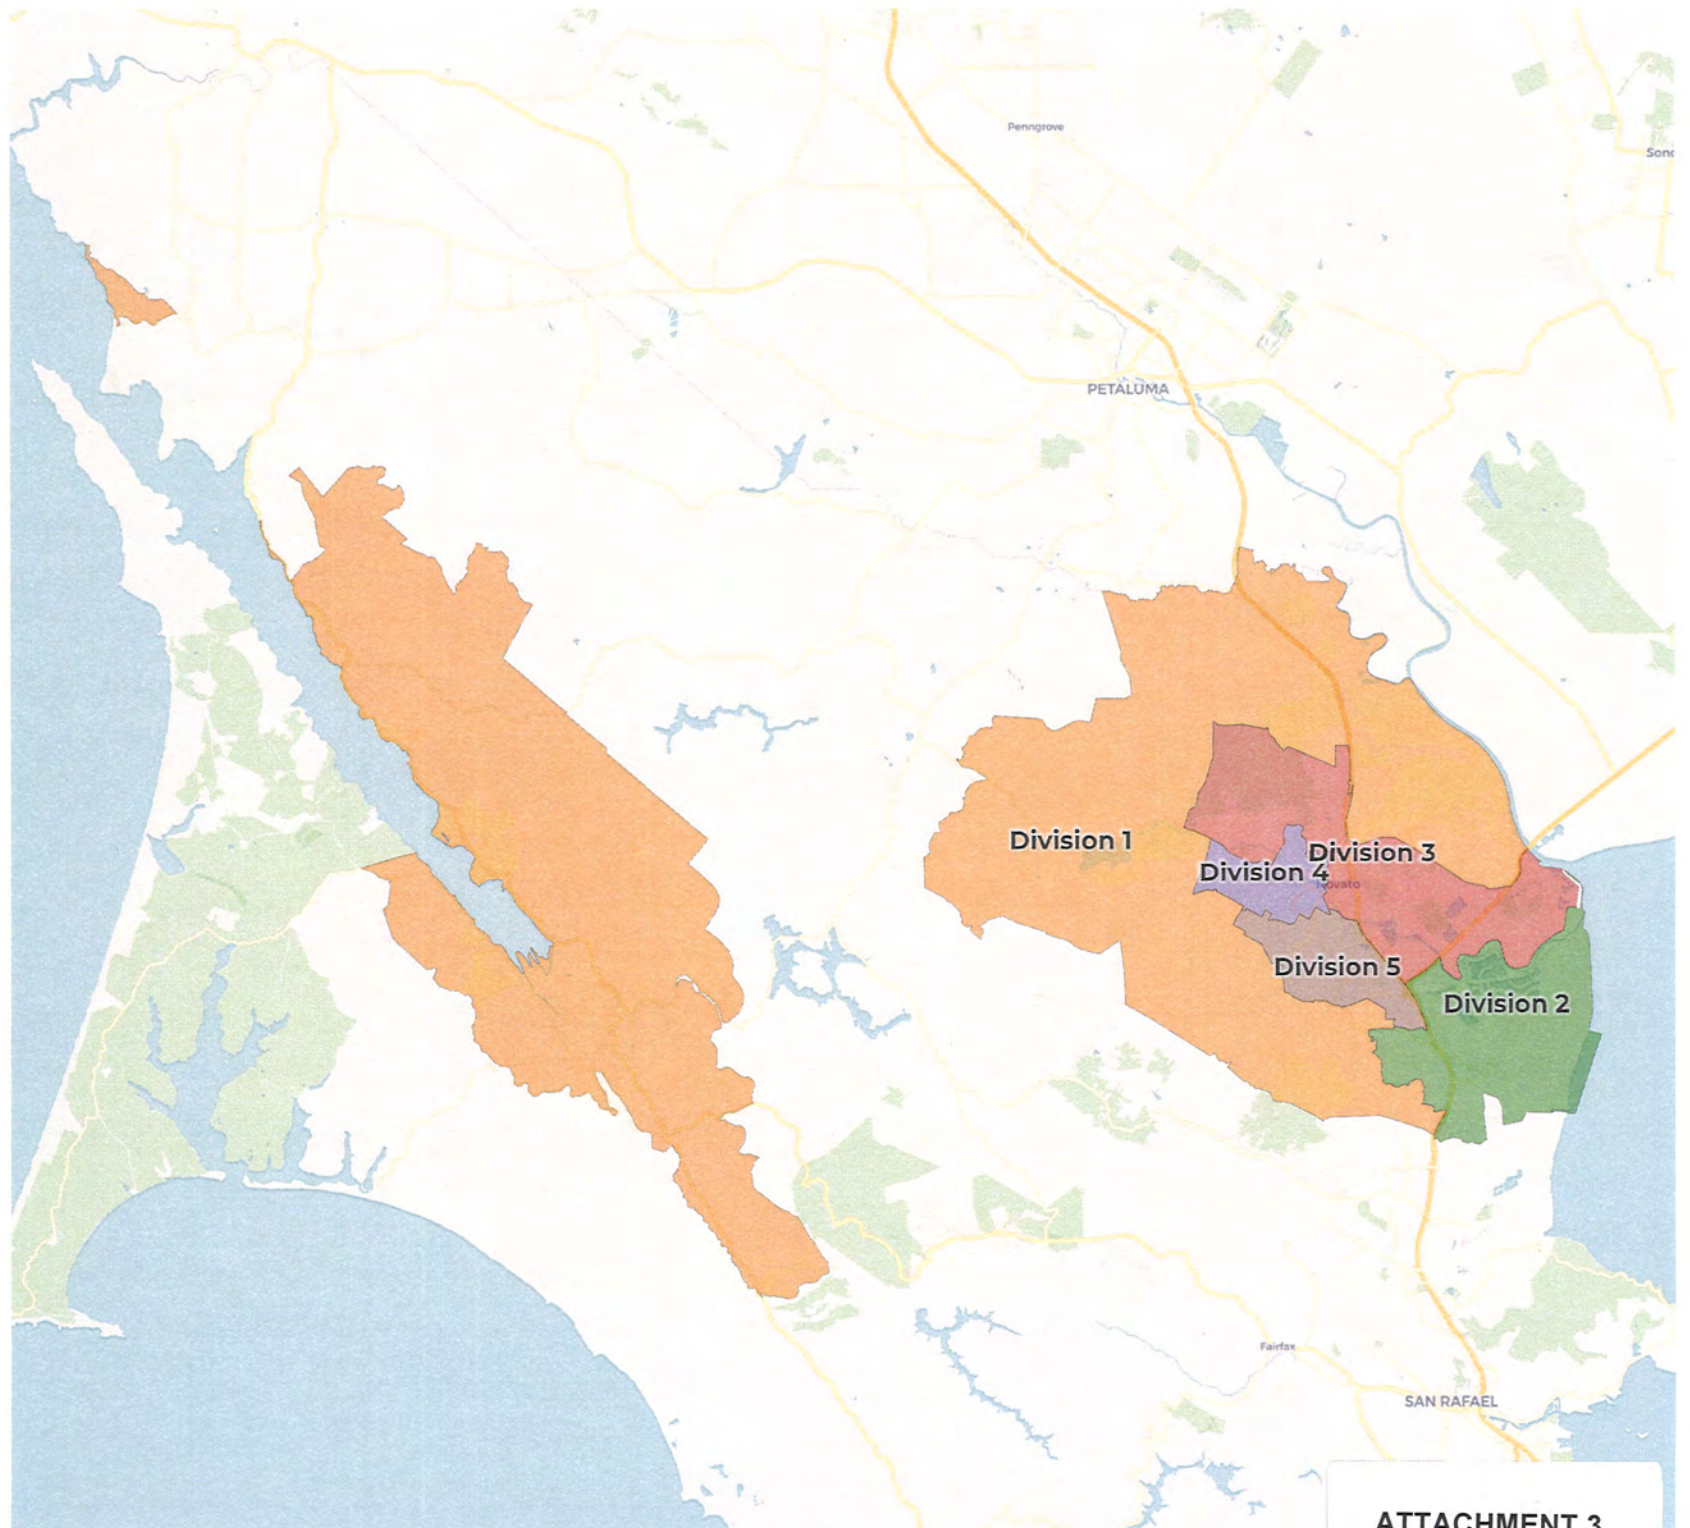 Penngrove
Sono
PETALUMA
Division 1
Division 3
Division 4
Novato
Division 5
Division 2
Fairfax
SAN RAFAEL
ATTACHMENT 3